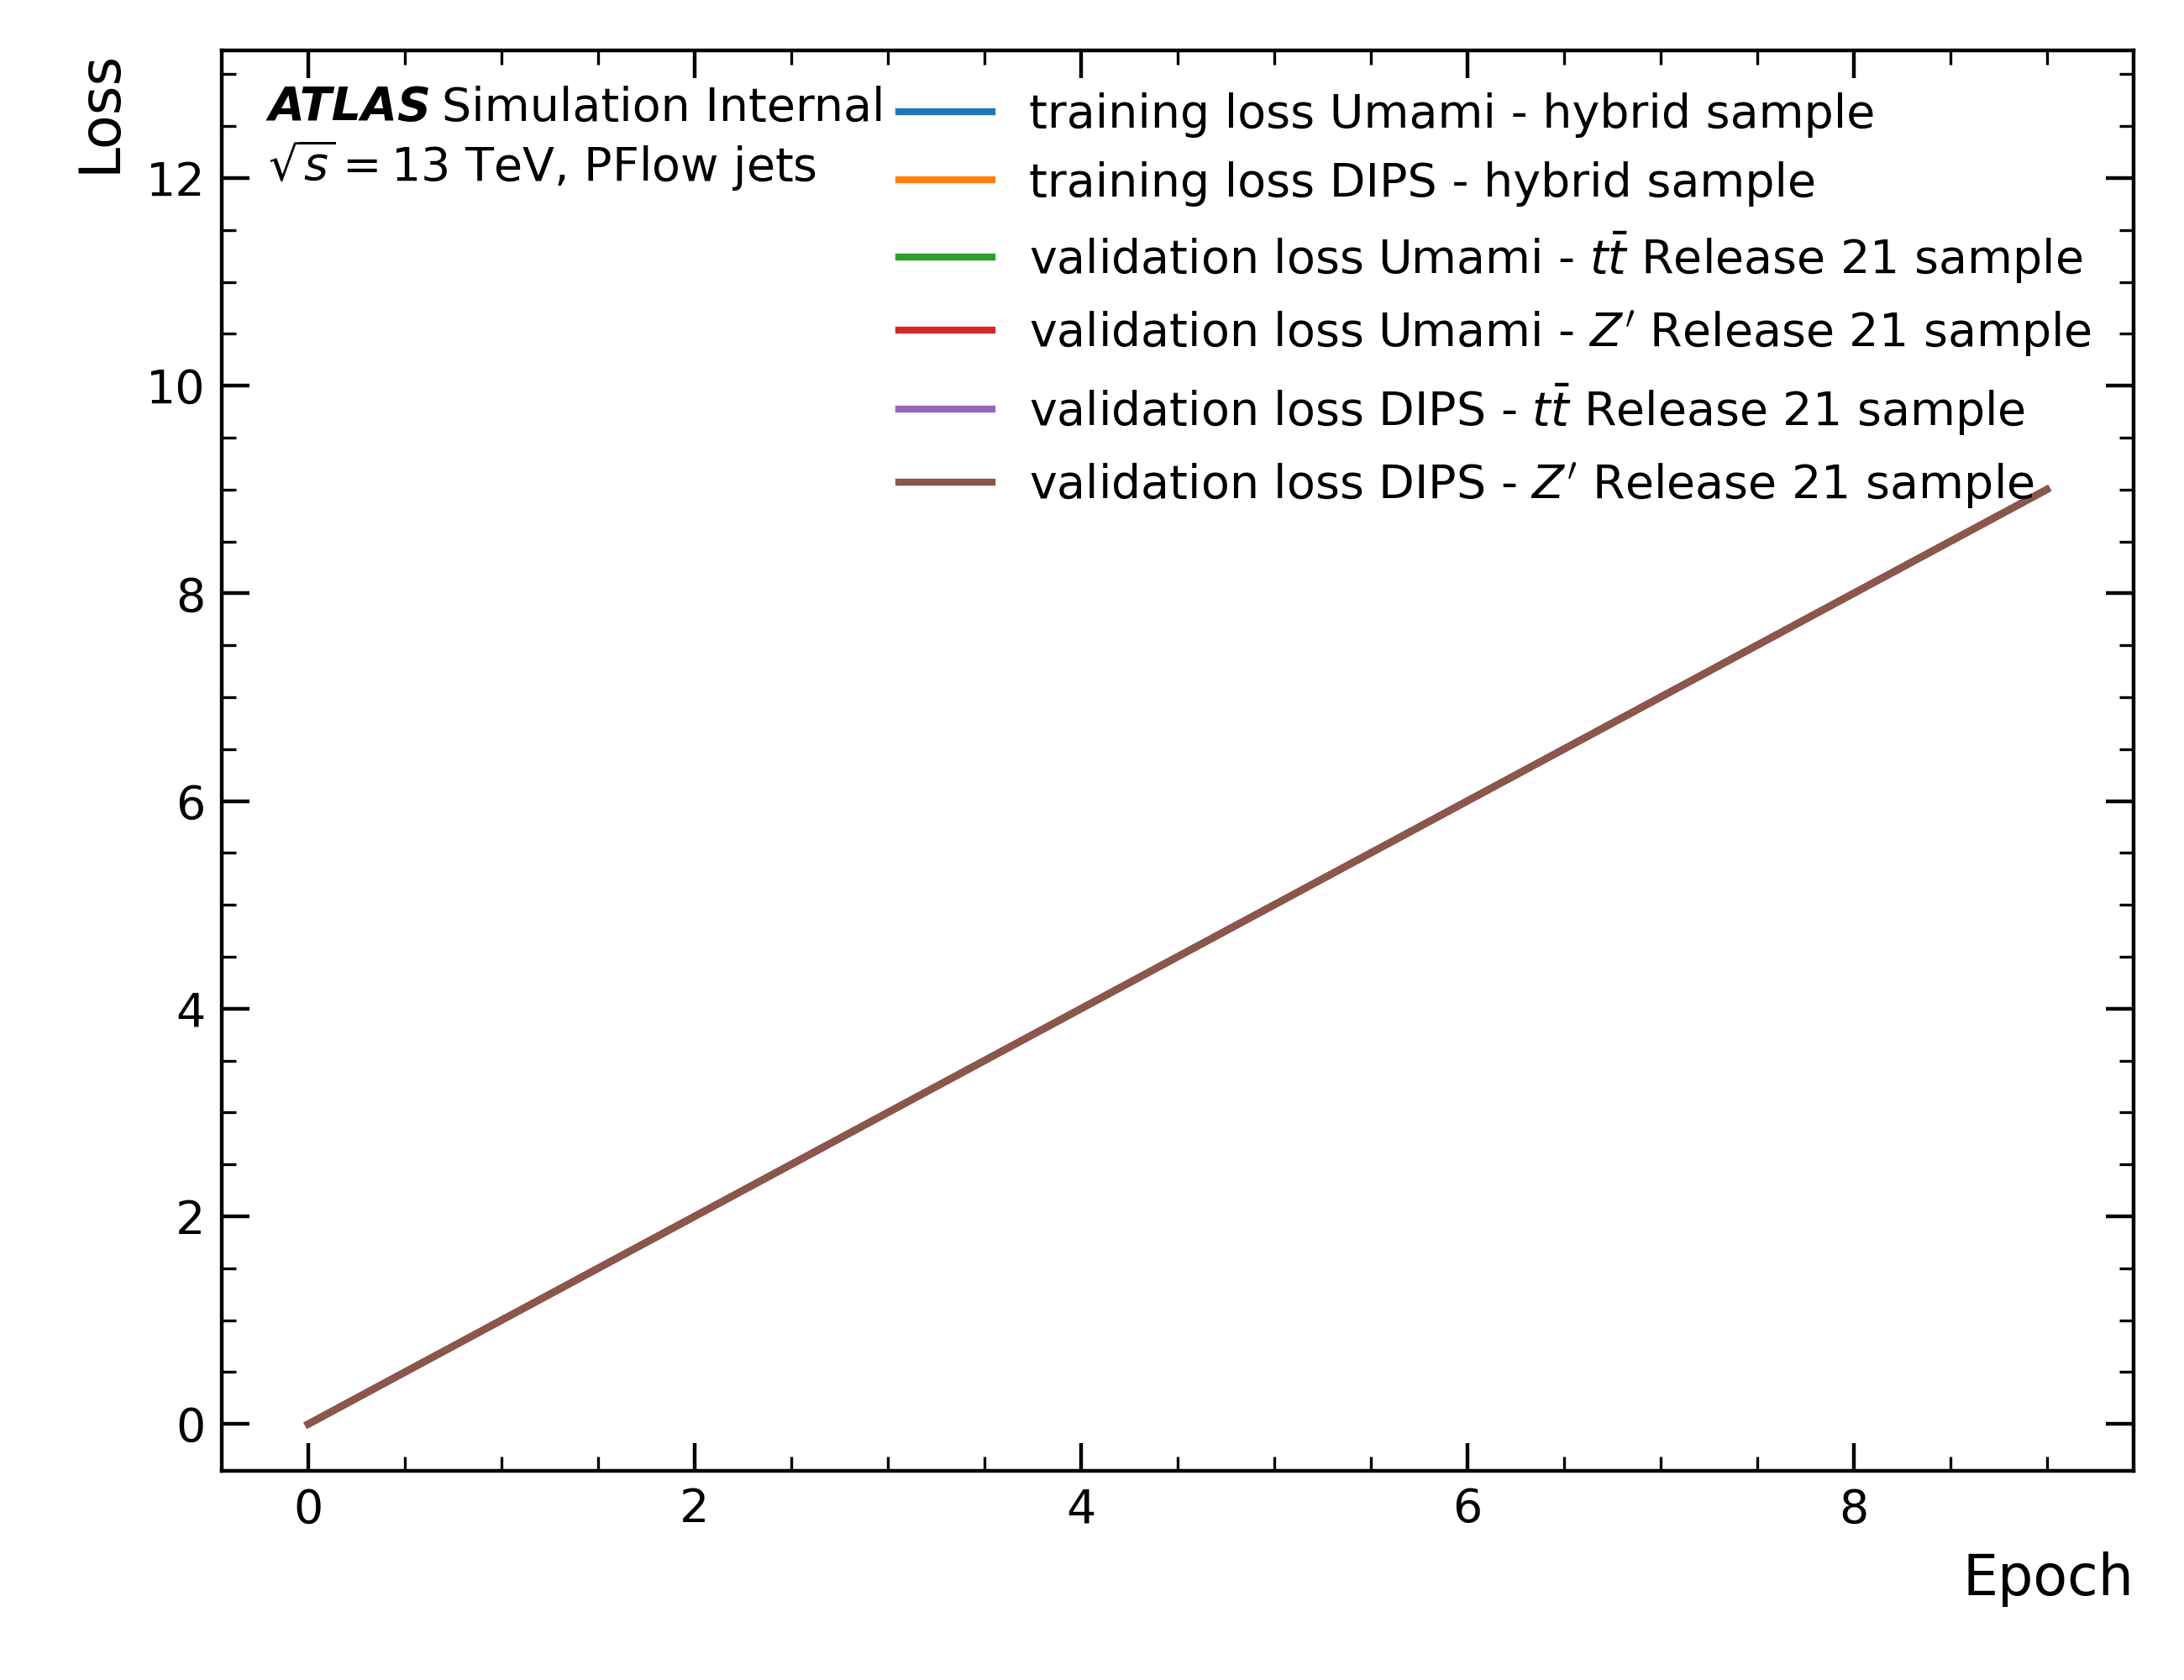 Loss
ATLAS Simulation Internal
√s = 13 TeV, PFlow jets
training loss Umami - hybrid sample
training loss DIPS - hybrid sample
validation loss Umami - tt̄ Release 21 sample
validation loss Umami - Z′ Release 21 sample
validation loss DIPS - tt̄ Release 21 sample
validation loss DIPS - Z′ Release 21 sample
12
10
8
6
4
2
0
0 2 4 6 8
Epoch